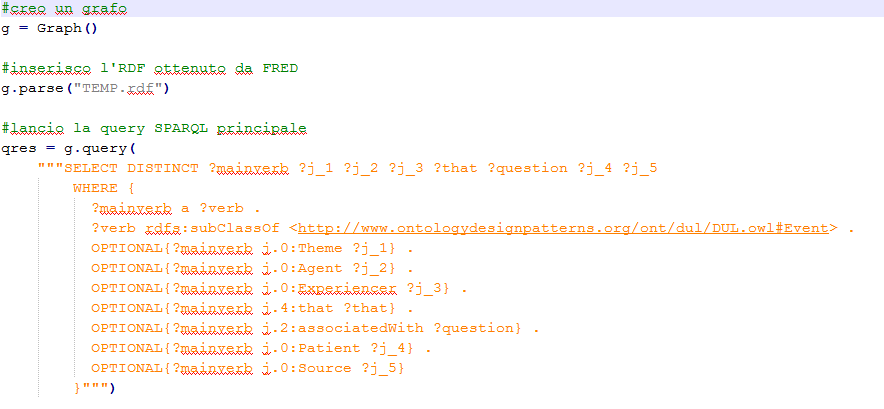 #creo un grafo
g = Graph()
#inserisco l'RDF ottenuto da FRED
g.parse("TEMP.rdf")
#lancio la query SPARQL principale
qres = g.query(
"""SELECT DISTINCT ?mainverb ?j_1 ?j_2 ?j_3 ?that ?question ?j_4 ?j_5
WHERE {
?mainverb a ?verb .
?verb rdfs:subClassOf <http://www.ontologydesignpatterns.org/ont/dul/DUL.owl#Event> .
OPTIONAL{?mainverb j.0:Theme ?j_1} .
OPTIONAL{?mainverb j.0:Agent ?j_2} .
OPTIONAL{?mainverb j.0:Experiencer ?j_3} .
OPTIONAL{?mainverb j.4:that ?that} .
OPTIONAL{?mainverb j.2:associatedWith ?question} .
OPTIONAL{?mainverb j.0:Patient ?j_4} .
OPTIONAL{?mainverb j.0:Source ?j_5}
}""")